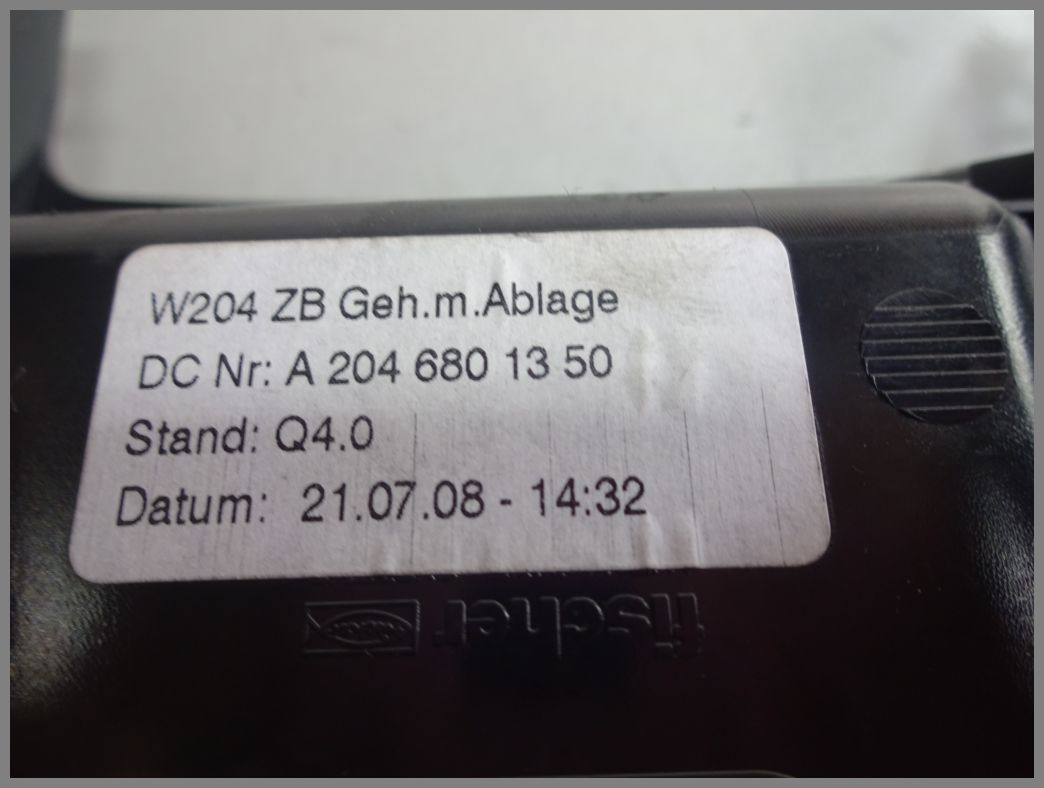 W204 ZB Geh.m.Ablage
DC Nr: A 204 680 13 50
Stand: Q4.0
Datum: 21.07.08 - 14:32
fischer